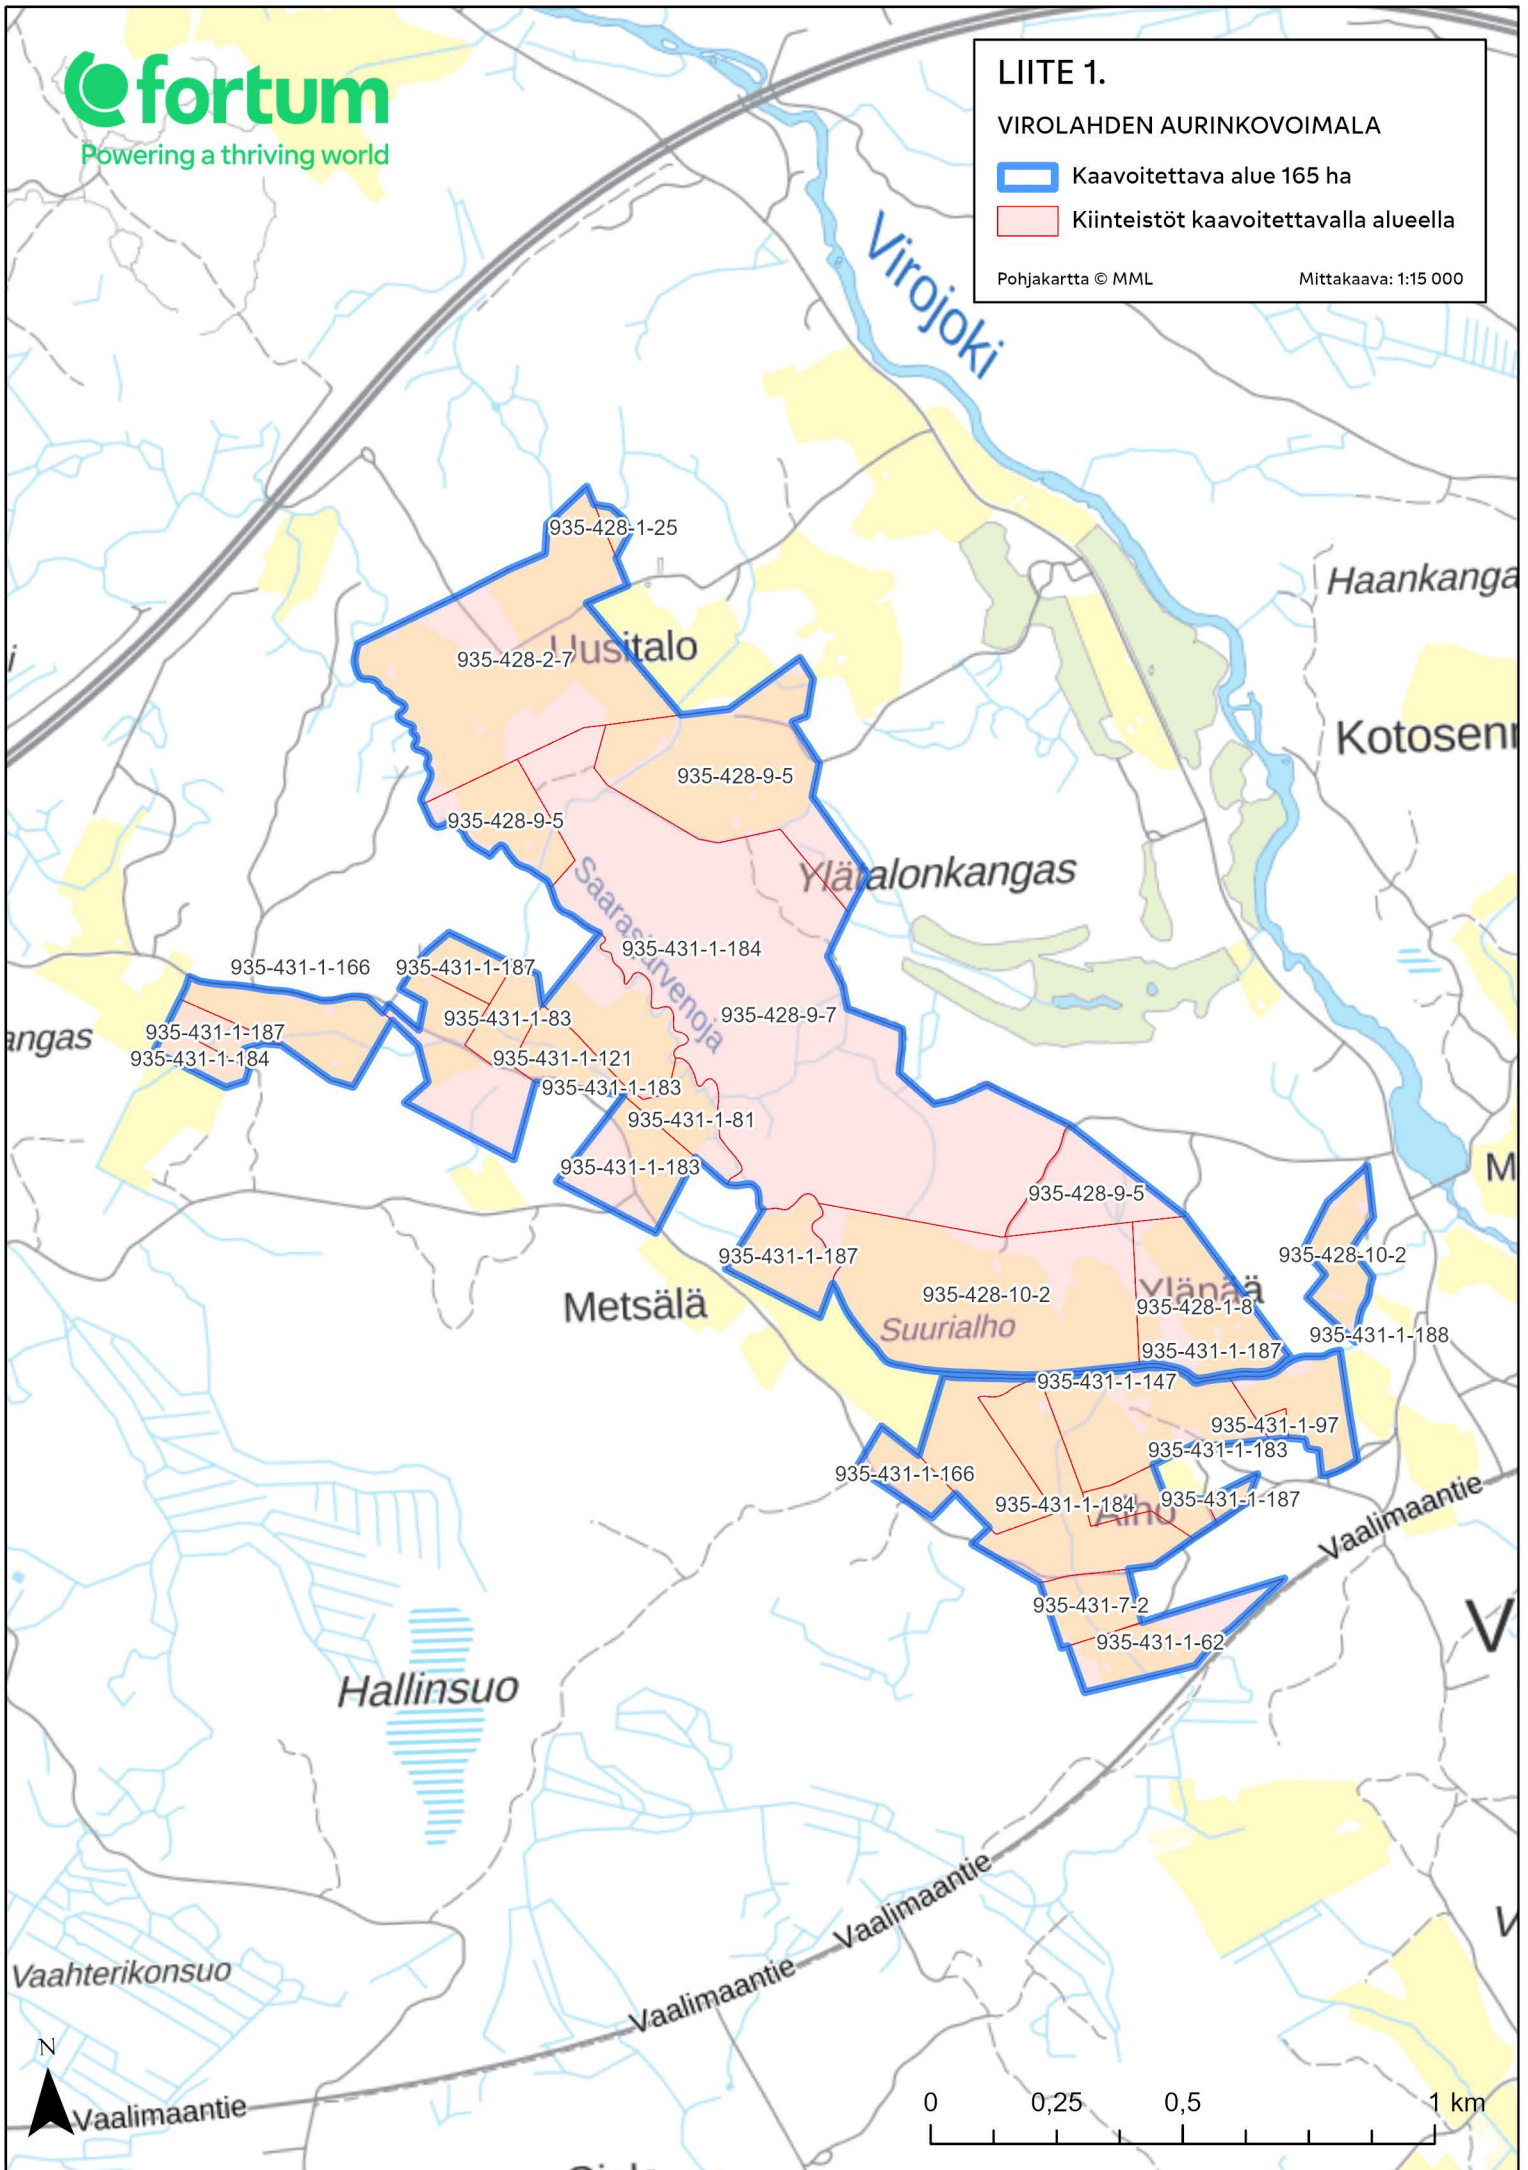 fortum
Powering a thriving world
LIITE 1.
VIROLAHDEN AURINKOVOIMALA
Kaavoitettava alue 165 ha
Kiinteistöt kaavoitettavalla alueella
Pohjakartta © MML
Mittakaava: 1:15 000
Virojoki
935-428-1-25
Haankanga
Uusitalo
935-428-2-7
Kotosenn
935-428-9-5
935-428-9-5
Ylätalonkangas
Saarasjärvenoja
935-431-1-184
935-431-1-166
935-431-1-187
935-428-9-7
935-431-1-83
935-431-1-187
angas
935-431-1-184
935-431-1-121
935-431-1-183
935-431-1-81
935-431-1-183
M
935-428-9-5
935-431-1-187
935-428-10-2
935-428-10-2
Ylänää
935-428-1-8
Metsälä
Suurialho
935-431-1-188
935-431-1-187
935-431-1-147
935-431-1-97
935-431-1-183
935-431-1-166
935-431-1-187
935-431-1-184
Alho
Vaalimaantie
935-431-7-2
V
935-431-1-62
Hallinsuo
Vaalimaantie
V
Vaahterikonsuo
Vaalimaantie
N
Vaalimaantie
0 0,25 0,5 1 km